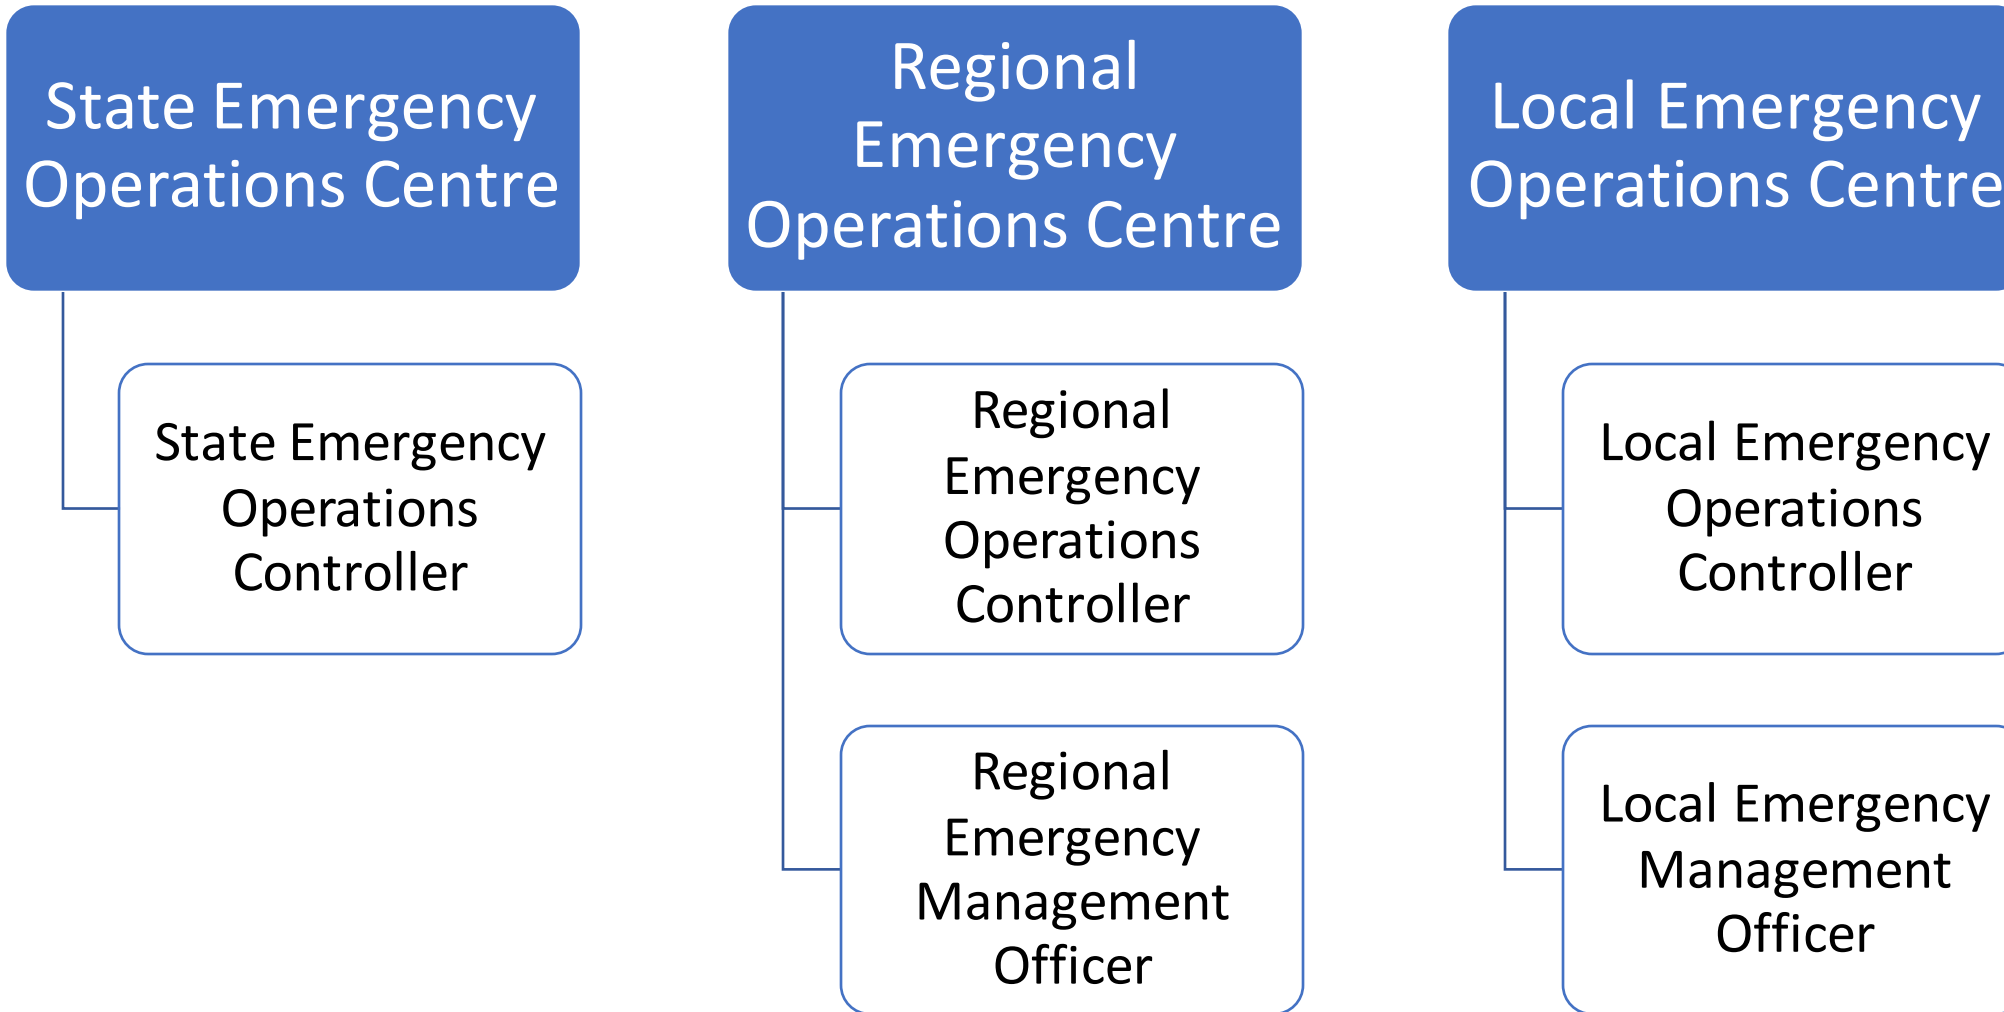 State Emergency
Operations Centre
State Emergency
Operations
Controller
Regional
Emergency
Operations Centre
Regional
Emergency
Operations
Controller
Regional
Emergency
Management
Officer
Local Emergency
Operations Centre
Local Emergency
Operations
Controller
Local Emergency
Management
Officer